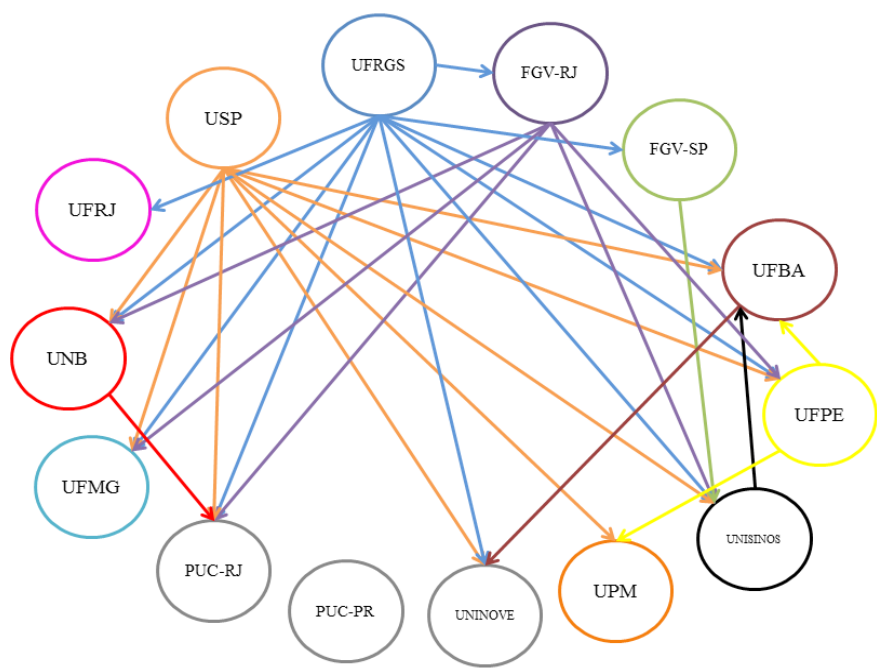 UFRGS
FGV-RJ
USP
FGV-SP
UFRJ
UFBA
UNB
UFPE
UFMG
UNISINOS
PUC-RJ
UPM
PUC-PR
UNINOVE